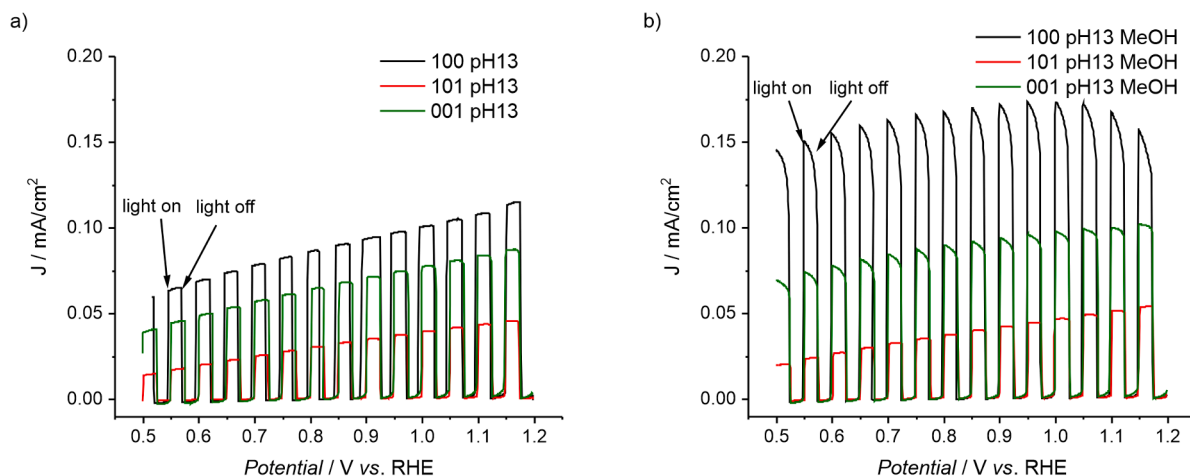 a)
0.20
0.15
0.10
0.05
0.00
J / mA/cm²
100 pH13
101 pH13
001 pH13
light on
light off
0.5 0.6 0.7 0.8 0.9 1.0 1.1 1.2
Potential / V vs. RHE
b)
0.20
0.15
0.10
0.05
0.00
J / mA/cm²
100 pH13 MeOH
101 pH13 MeOH
001 pH13 MeOH
light on
light off
0.5 0.6 0.7 0.8 0.9 1.0 1.1 1.2
Potential / V vs. RHE